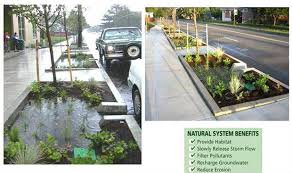 NATURAL SYSTEM BENEFITS
✓ Provide Habitat
✓ Slowly Release Storm Flow
✓ Filter Pollutants
✓ Recharge Groundwater
✓ Reduce Erosion